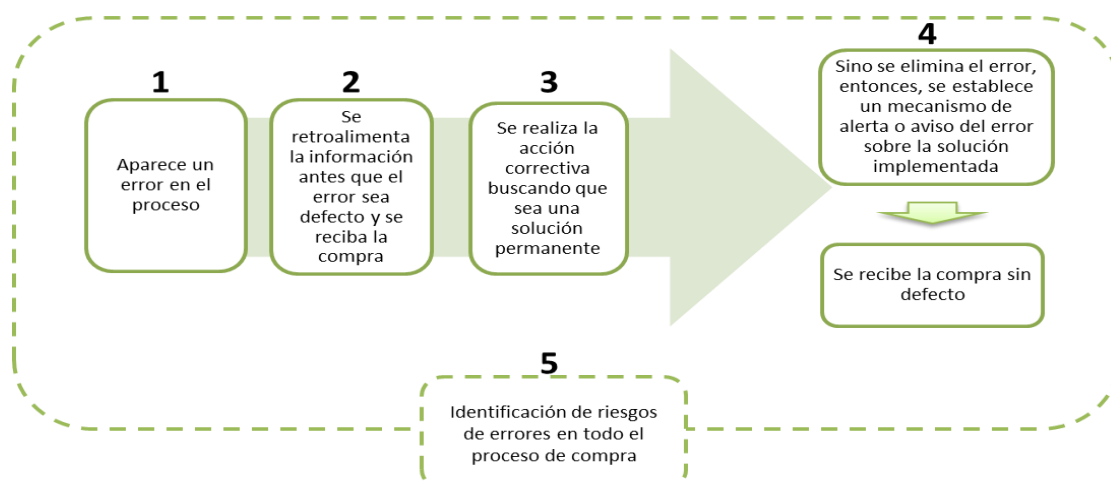 1
Aparece un
error en el
proceso
2
Se
retroalimenta
la información
antes que el
error sea
defecto y se
reciba la
compra
3
Se realiza la
acción
correctiva
buscando que
sea una
solución
permanente
4
Sino se elimina el error,
entonces, se establece
un mecanismo de
alerta o aviso del error
sobre la solución
implementada
Se recibe la compra sin
defecto
5
Identificación de riesgos
de errores en todo el
proceso de compra